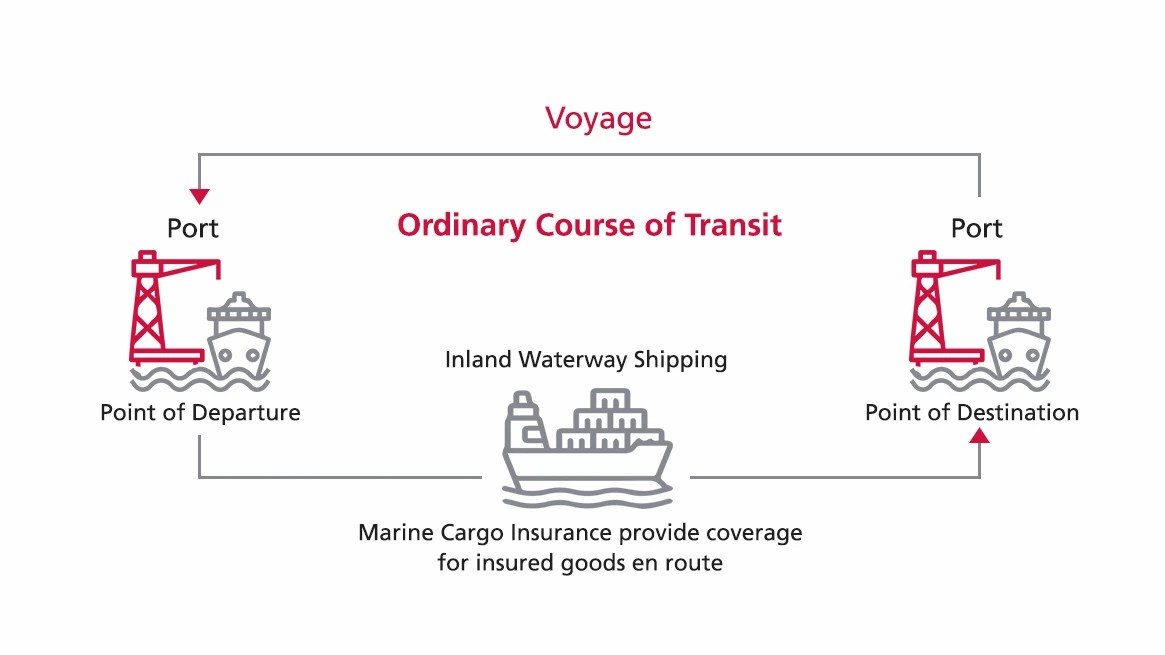 Voyage
Ordinary Course of Transit
Port
Port
Inland Waterway Shipping
Point of Departure
Point of Destination
Marine Cargo Insurance provide coverage
for insured goods en route